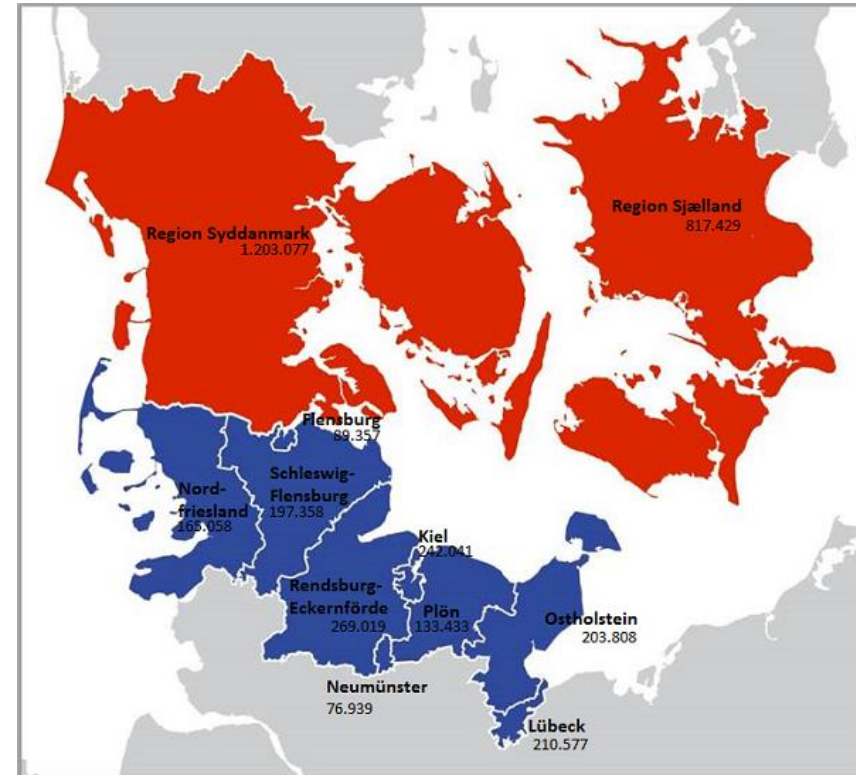 Region Sjælland
817.429
Region Syddanmark
1.203.077
Flensburg
89.357
Schleswig-
Flensburg
197.358
Nord-
friesland
165.058
Kiel
242.041
Rendsburg-
Eckernförde
269.019
Plön
133.433
Ostholstein
203.808
Neumünster
76.939
Lübeck
210.577